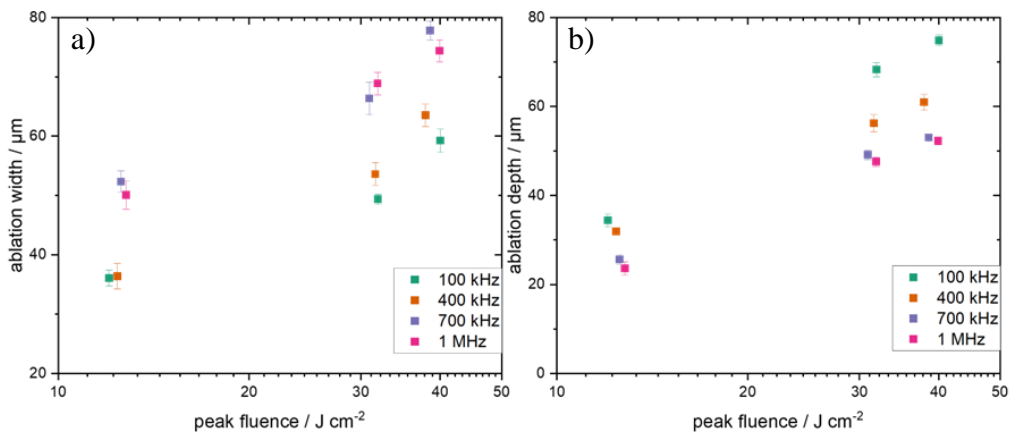 a)
80
60
40
20
ablation width / μm
10
20
30
40
50
peak fluence / J cm⁻²
100 kHz
400 kHz
700 kHz
1 MHz
b)
80
60
40
20
0
ablation depth / μm
10
20
30
40
50
peak fluence / J cm⁻²
100 kHz
400 kHz
700 kHz
1 MHz